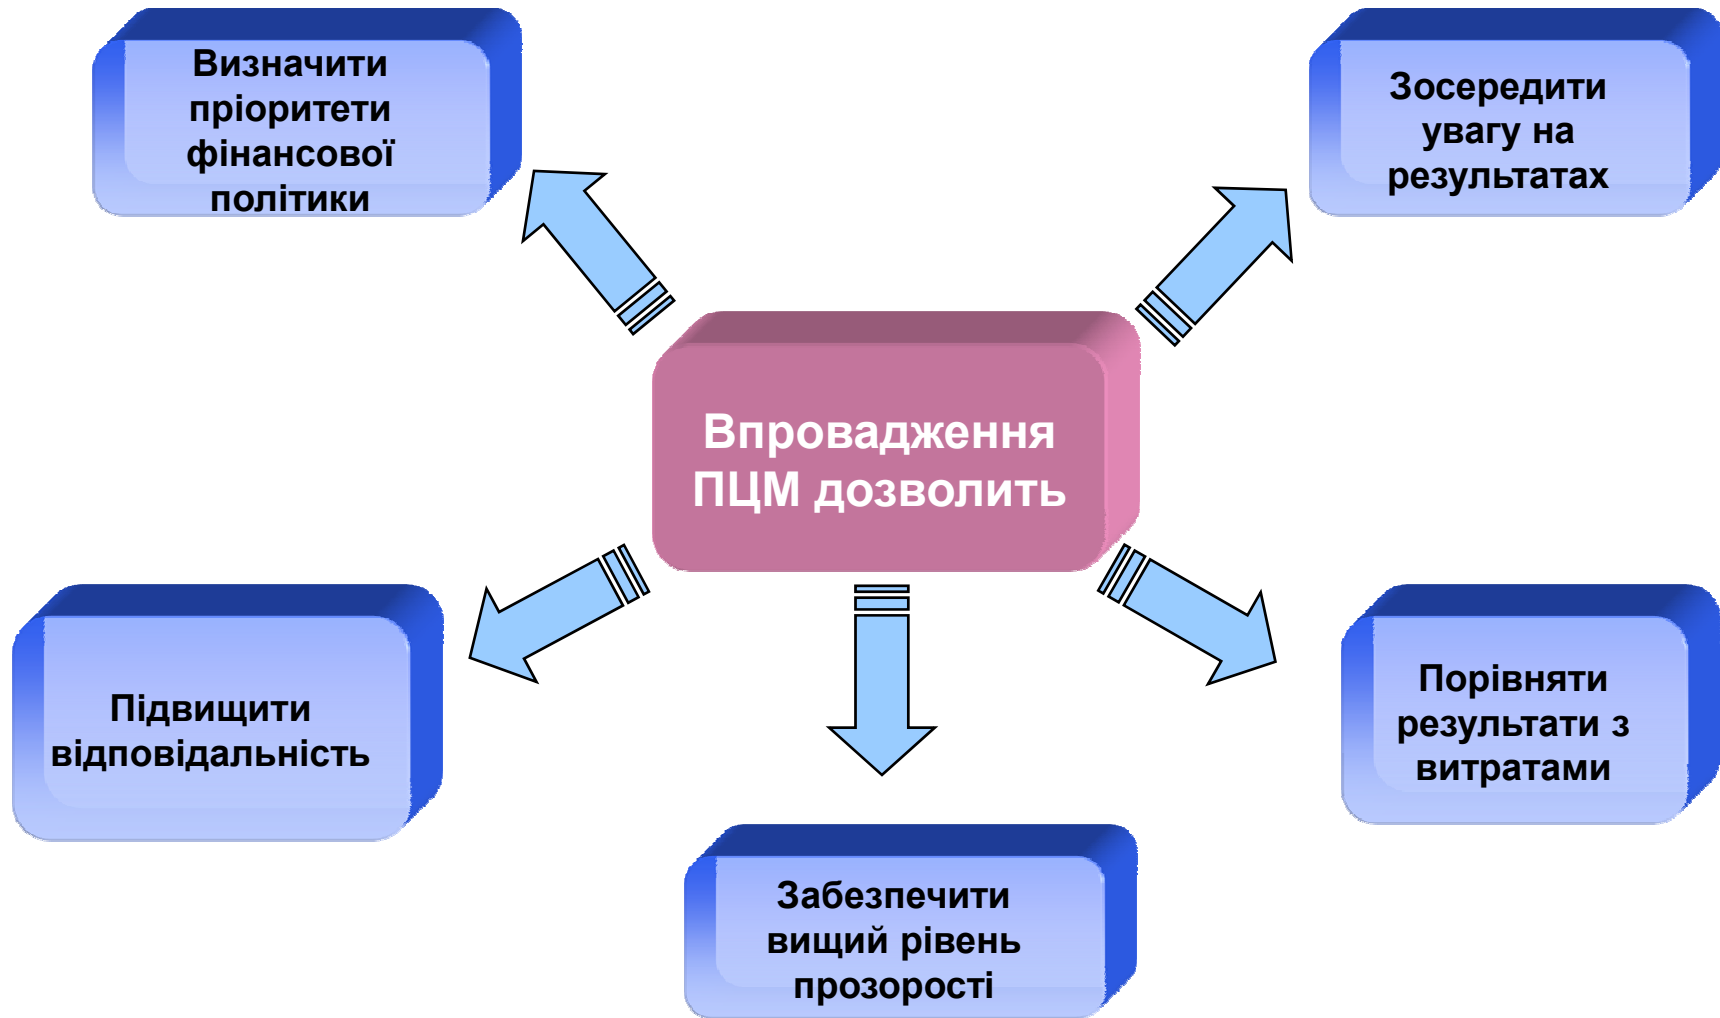 Визначити
пріоритети
фінансової
політики
Зосередити
увагу на
результатах
Впровадження
ПЦМ дозволить
Підвищити
відповідальність
Порівняти
результати з
витратами
Забезпечити
вищий рівень
прозорості